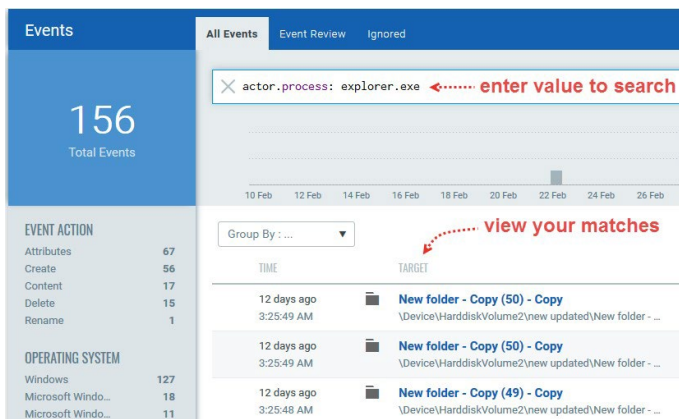 Events
All Events Event Review Ignored
156
Total Events
actor.process: explorer.exe enter value to search
10 Feb 12 Feb 14 Feb 16 Feb 18 Feb 20 Feb 22 Feb 24 Feb 26 Feb
EVENT ACTION
Attributes 67
Create 56
Content 17
Delete 15
Rename 1
OPERATING SYSTEM
Windows 127
Microsoft Windo... 18
Microsoft Windo... 11
Group By : ...
view your matches
TIME TARGET
12 days ago New folder - Copy (50) - Copy
3:25:49 AM \Device\HarddiskVolume2\new updated\New folder - ...
12 days ago New folder - Copy (50) - Copy
3:25:49 AM \Device\HarddiskVolume2\new updated\New folder - ...
12 days ago New folder - Copy (49) - Copy
3:25:48 AM \Device\HarddiskVolume2\new updated\New folder - ...